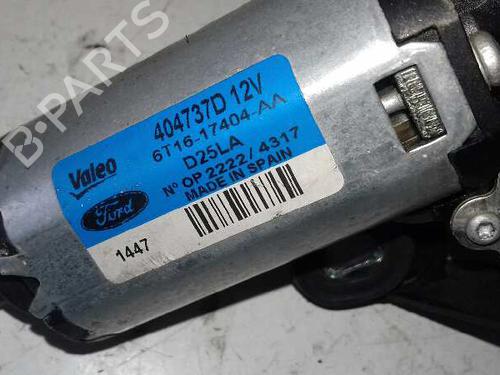 B-PARTS
404737D 12V
6T16-17404-AA
D25LA
Nº OP 2222/4317
MADE IN SPAIN
Valeo
Ford
1447